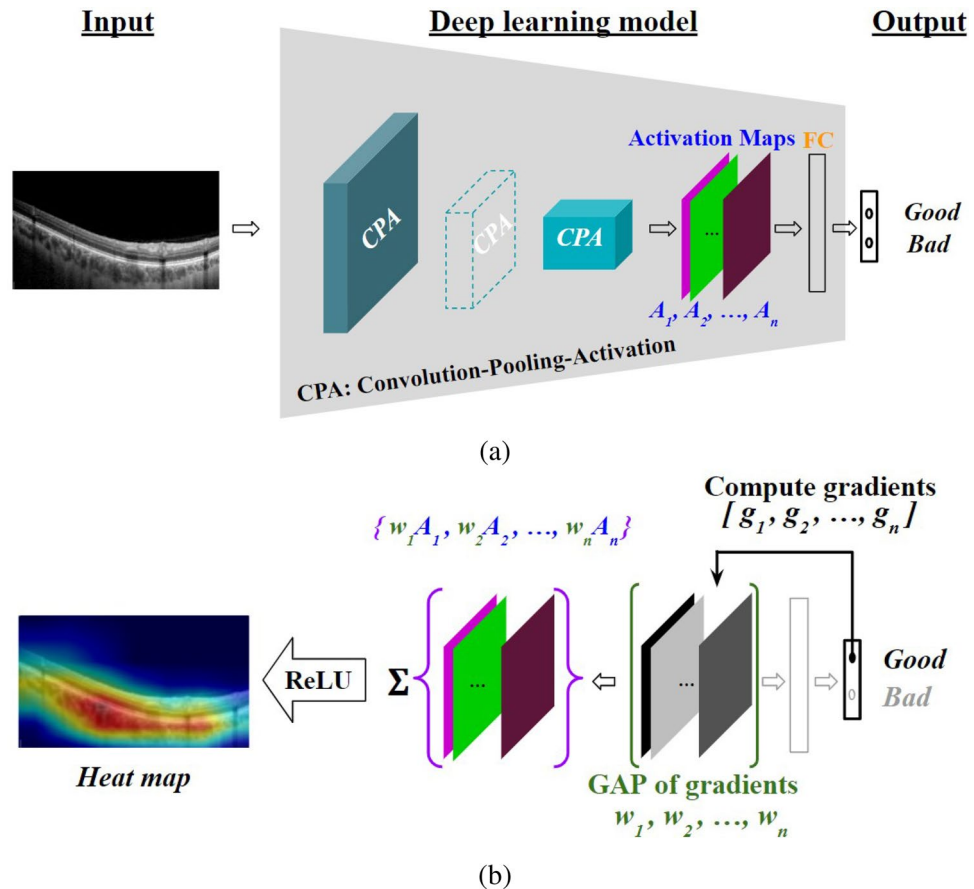 Input Deep learning model Output
Activation Maps FC
CPA CPA CPA ...
Good
Bad
A1, A2, ..., An
CPA: Convolution-Pooling-Activation
(a)
Compute gradients
[ g1, g2, ..., gn ]
{ w1A1, w2A2, ..., wnAn}
ReLU Σ { ... } [ ... ] Good
Bad
Heat map
GAP of gradients
w1, w2, ..., wn
(b)